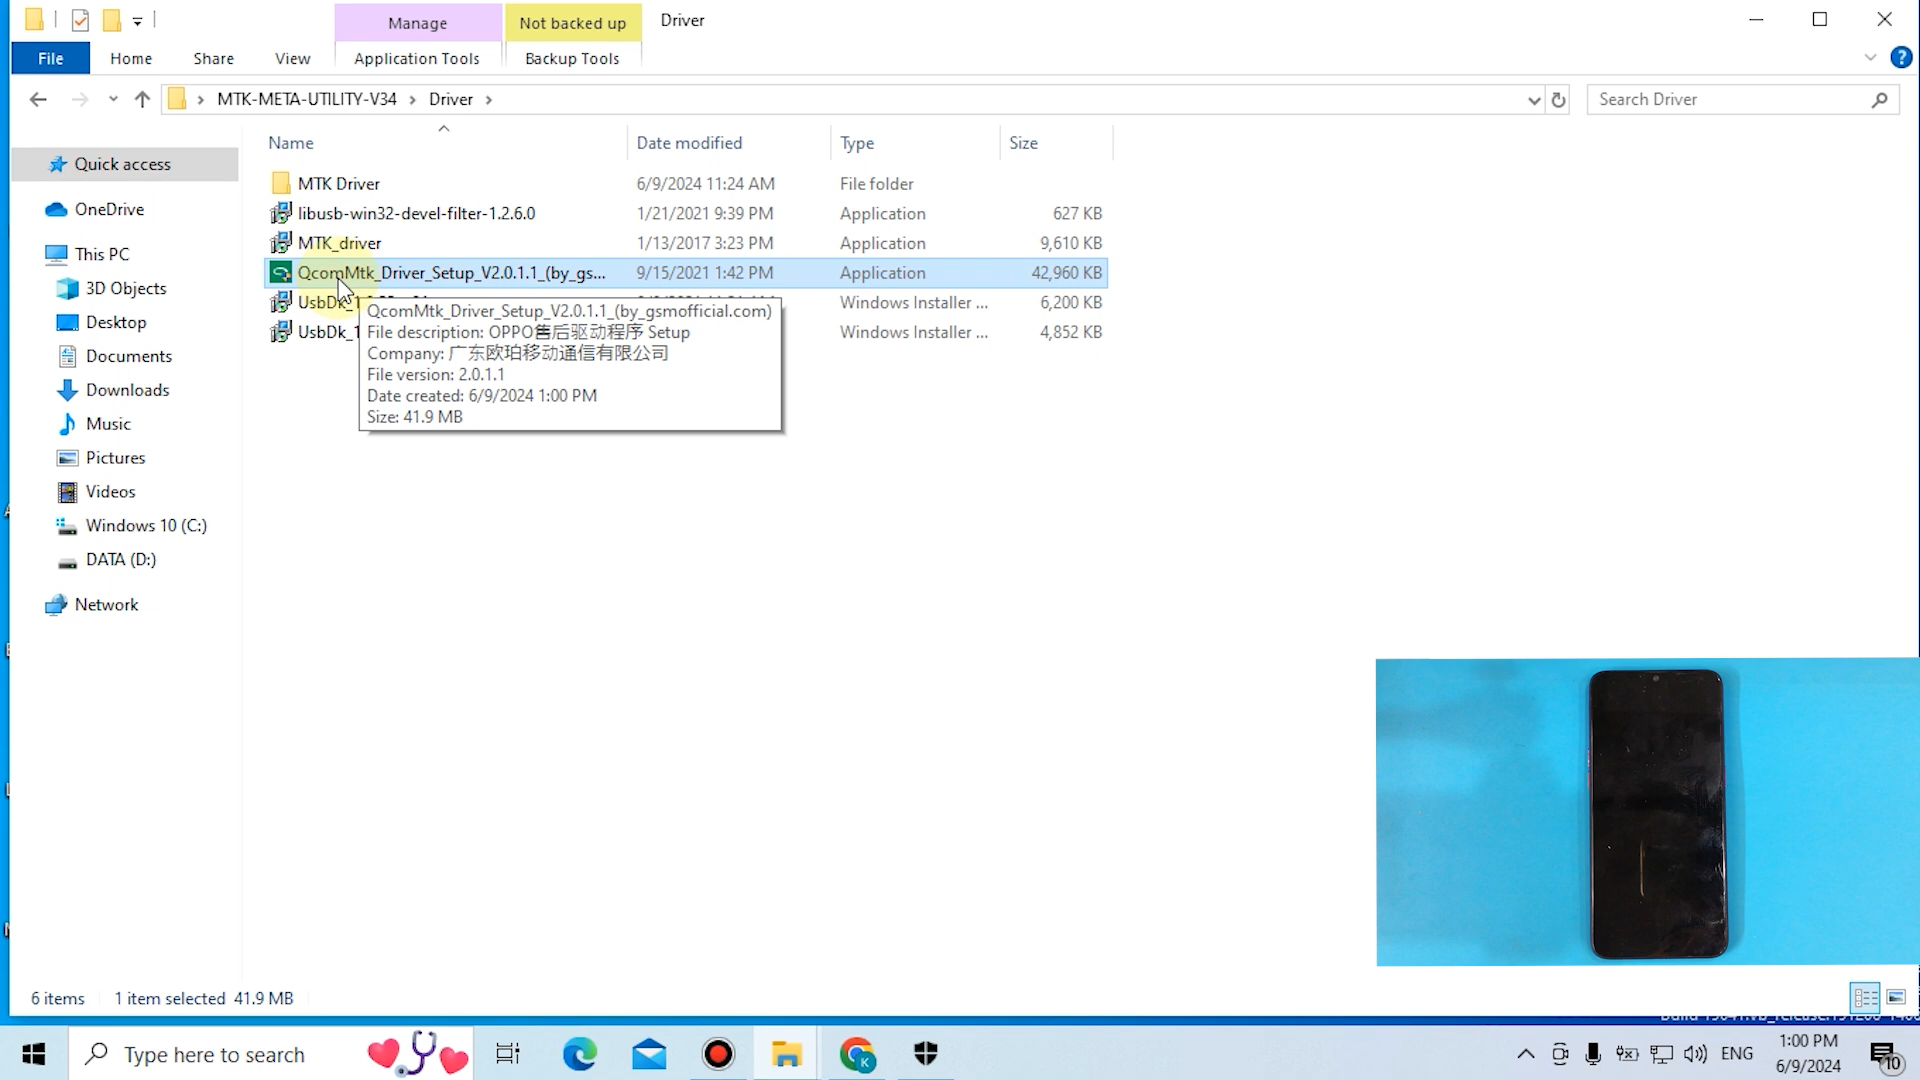 Manage
Not backed up
Driver
File
Home
Share
View
Application Tools
Backup Tools
?
MTK-META-UTILITY-V34 > Driver >
Search Driver
Name
Date modified
Type
Size
Quick access
OneDrive
This PC
3D Objects
Desktop
Documents
Downloads
Music
Pictures
Videos
Windows 10 (C:)
DATA (D:)
Network
MTK Driver 6/9/2024 11:24 AM File folder
libusb-win32-devel-filter-1.2.6.0 1/21/2021 9:39 PM Application 627 KB
MTK_driver 1/13/2017 3:23 PM Application 9,610 KB
QcomMtk_Driver_Setup_V2.0.1.1_(by_gs... 9/15/2021 1:42 PM Application 42,960 KB
Windows Installer ... 6,200 KB
UsbDk_1 Windows Installer ... 4,852 KB
QcomMtk_Driver_Setup_V2.0.1.1_(by_gsmofficial.com)
File description: OPPO售后驱动程序 Setup
Company: 广东欧珀移动通信有限公司
File version: 2.0.1.1
Date created: 6/9/2024 1:00 PM
Size: 41.9 MB
6 items 1 item selected 41.9 MB
Type here to search
K
ENG
1:00 PM
6/9/2024
10